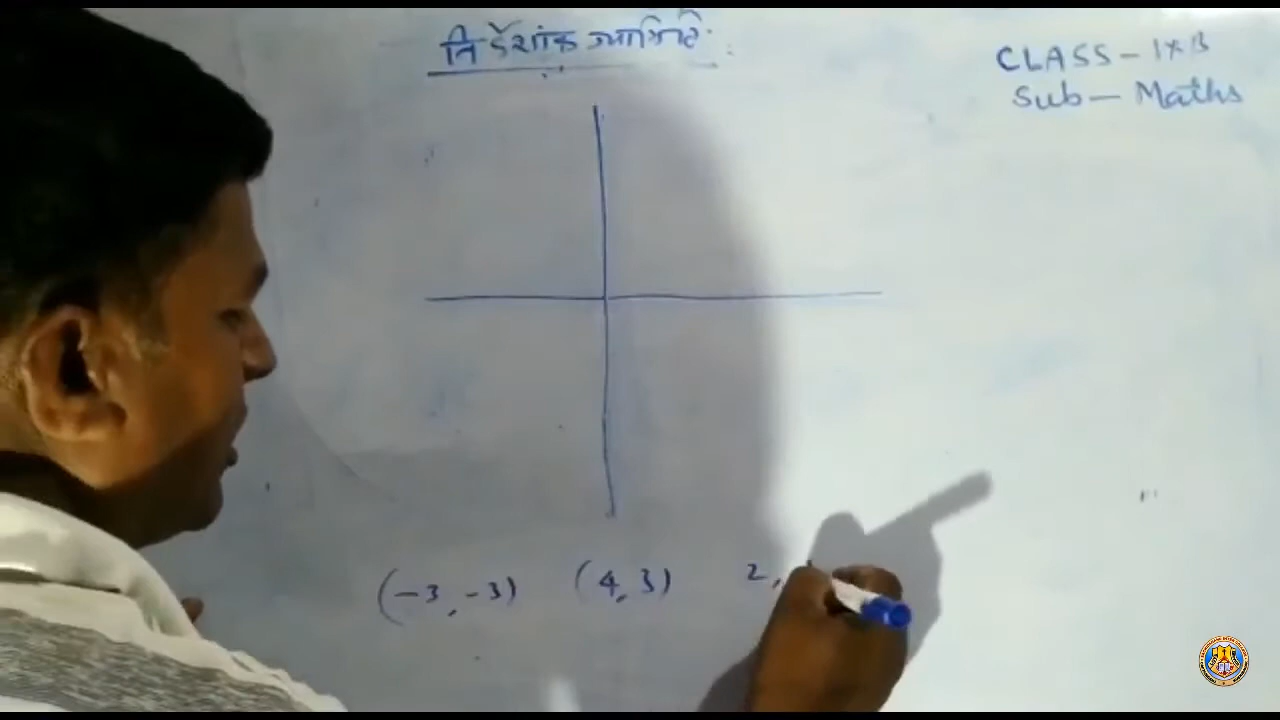 निर्देशांक ज्यामिति
CLASS - IXB
Sub - Maths
(-3, -3) (4, 3) 2,